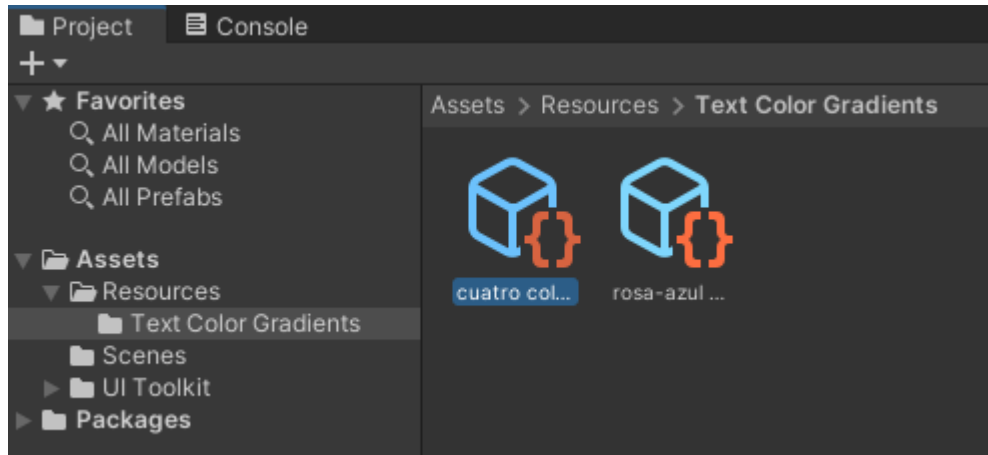 Project Console
Favorites
All Materials
All Models
All Prefabs
Assets
Resources
Text Color Gradients
Scenes
UI Toolkit
Packages
Assets > Resources > Text Color Gradients
cuatro col...
rosa-azul ...